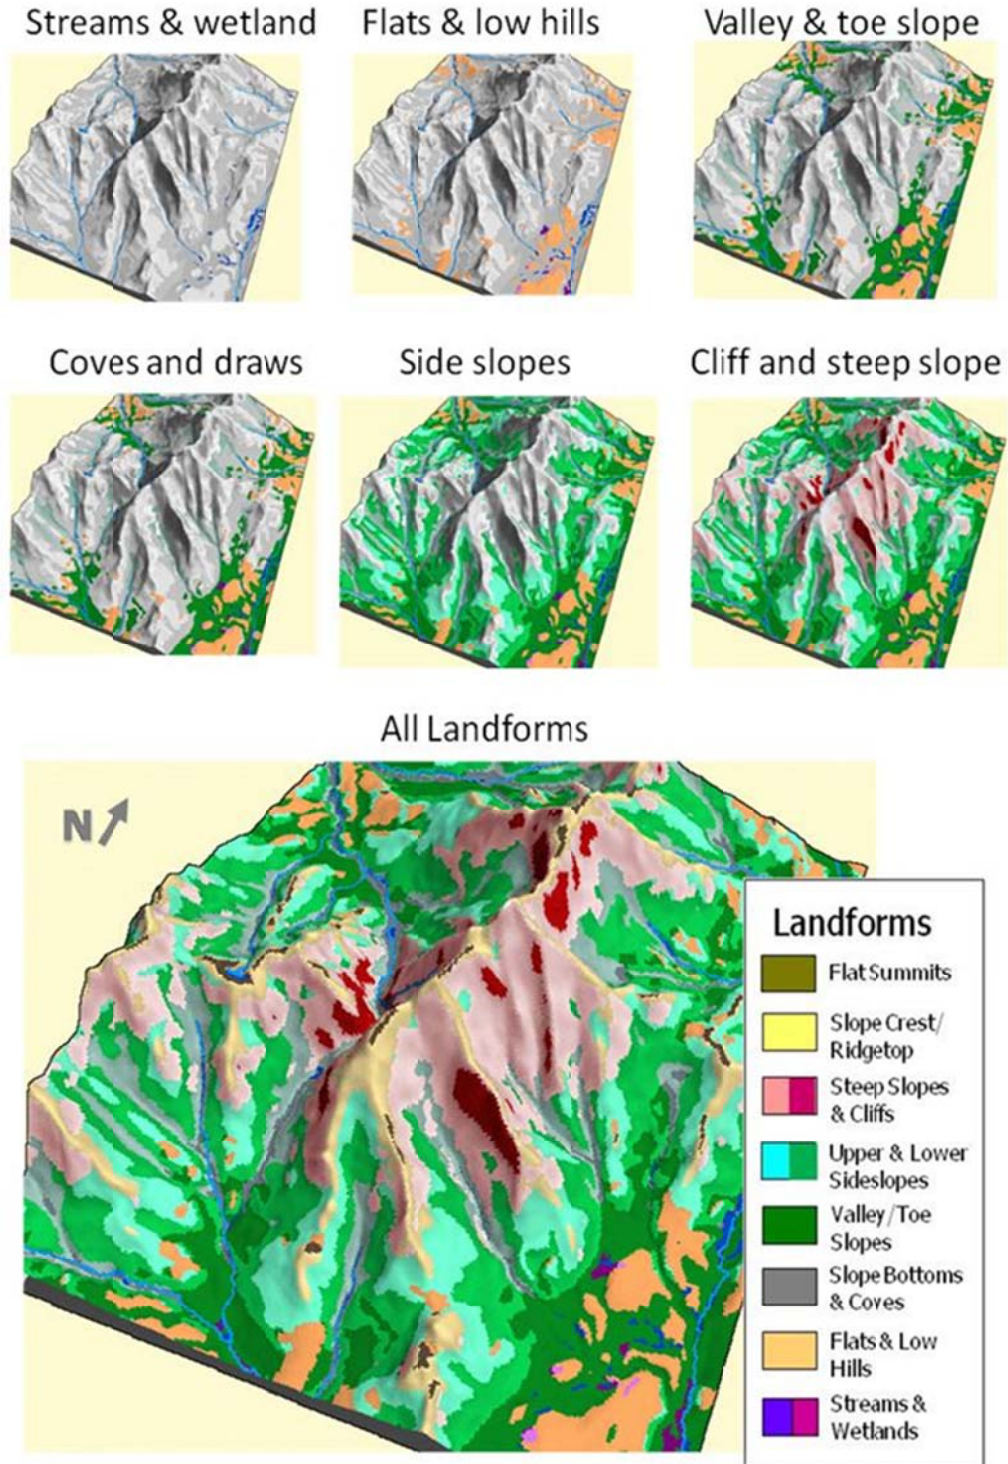 Streams & wetland
Flats & low hills
Valley & toe slope
Coves and draws
Side slopes
Cliff and steep slope
All Landforms
N
Landforms
Flat Summits
Slope Crest/
Ridgetop
Steep Slopes
& Cliffs
Upper & Lower
Sideslopes
Valley/Toe
Slopes
Slope Bottoms
& Coves
Flats & Low
Hills
Streams &
Wetlands